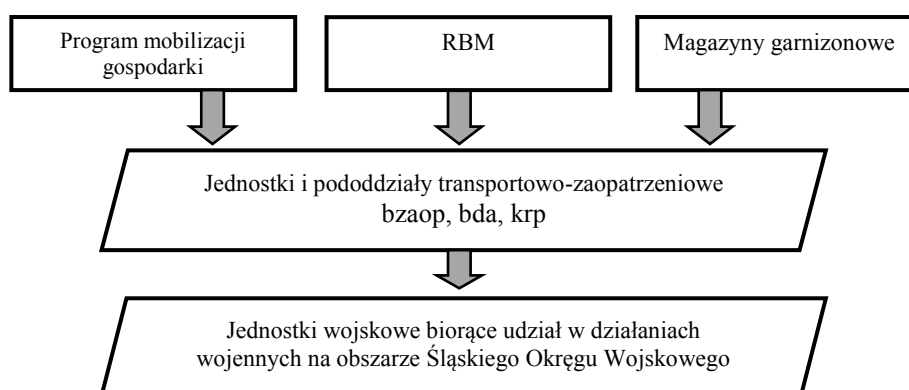 Program mobilizacji
gospodarki
RBM
Magazyny garnizonowe
Jednostki i pododdziały transportowo-zaopatrzeniowe
bzaop, bda, krp
Jednostki wojskowe biorące udział w działaniach
wojennych na obszarze Śląskiego Okręgu Wojskowego